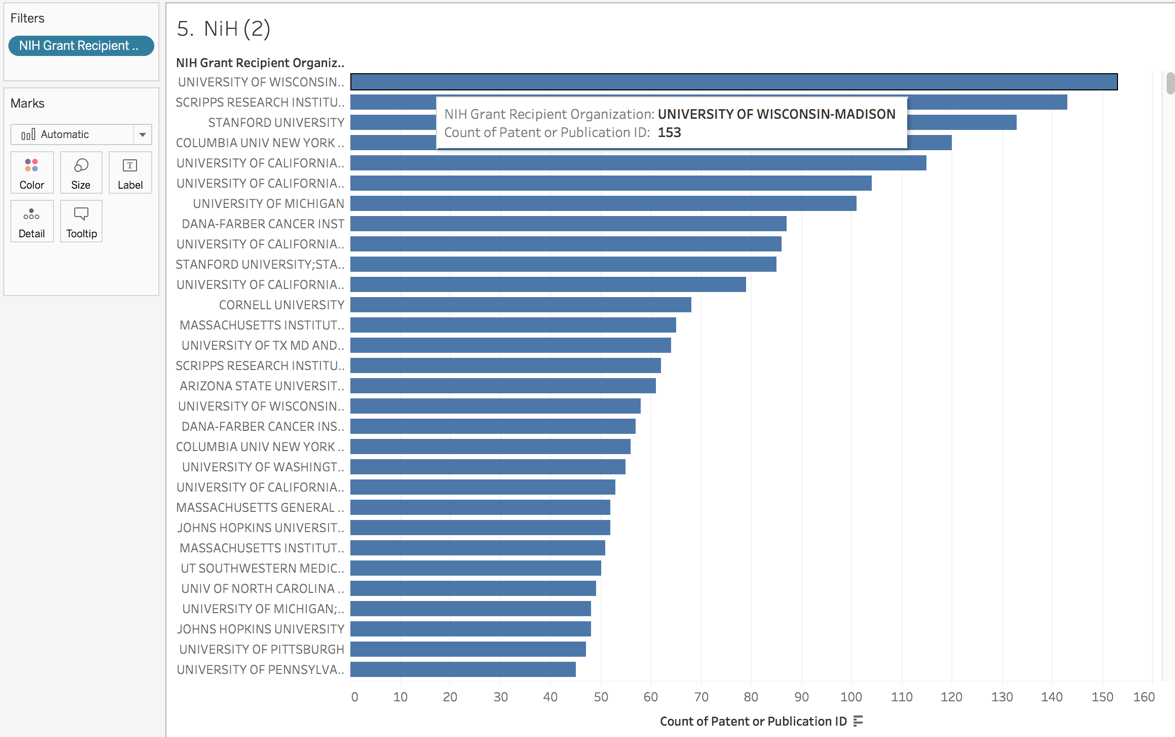 Filters
NIH Grant Recipient ..
Marks
Automatic
Color
Size
Label
Detail
Tooltip
5. NiH (2)
NIH Grant Recipient Organiz..
UNIVERSITY OF WISCONSIN..
SCRIPPS RESEARCH INSTITU..
STANFORD UNIVERSITY
COLUMBIA UNIV NEW YORK ..
UNIVERSITY OF CALIFORNIA..
UNIVERSITY OF CALIFORNIA..
UNIVERSITY OF MICHIGAN
DANA-FARBER CANCER INST
UNIVERSITY OF CALIFORNIA..
STANFORD UNIVERSITY;STA..
UNIVERSITY OF CALIFORNIA..
CORNELL UNIVERSITY
MASSACHUSETTS INSTITUT..
UNIVERSITY OF TX MD AND..
SCRIPPS RESEARCH INSTITU..
ARIZONA STATE UNIVERSIT..
UNIVERSITY OF WISCONSIN..
DANA-FARBER CANCER INS..
COLUMBIA UNIV NEW YORK ..
UNIVERSITY OF WASHINGT..
UNIVERSITY OF CALIFORNIA..
MASSACHUSETTS GENERAL ..
JOHNS HOPKINS UNIVERSIT..
MASSACHUSETTS INSTITUT..
UT SOUTHWESTERN MEDIC..
UNIV OF NORTH CAROLINA ..
UNIVERSITY OF MICHIGAN;..
JOHNS HOPKINS UNIVERSITY
UNIVERSITY OF PITTSBURGH
UNIVERSITY OF PENNSYLVA..
NIH Grant Recipient Organization: UNIVERSITY OF WISCONSIN-MADISON
Count of Patent or Publication ID: 153
0 10 20 30 40 50 60 70 80 90 100 110 120 130 140 150 160
Count of Patent or Publication ID